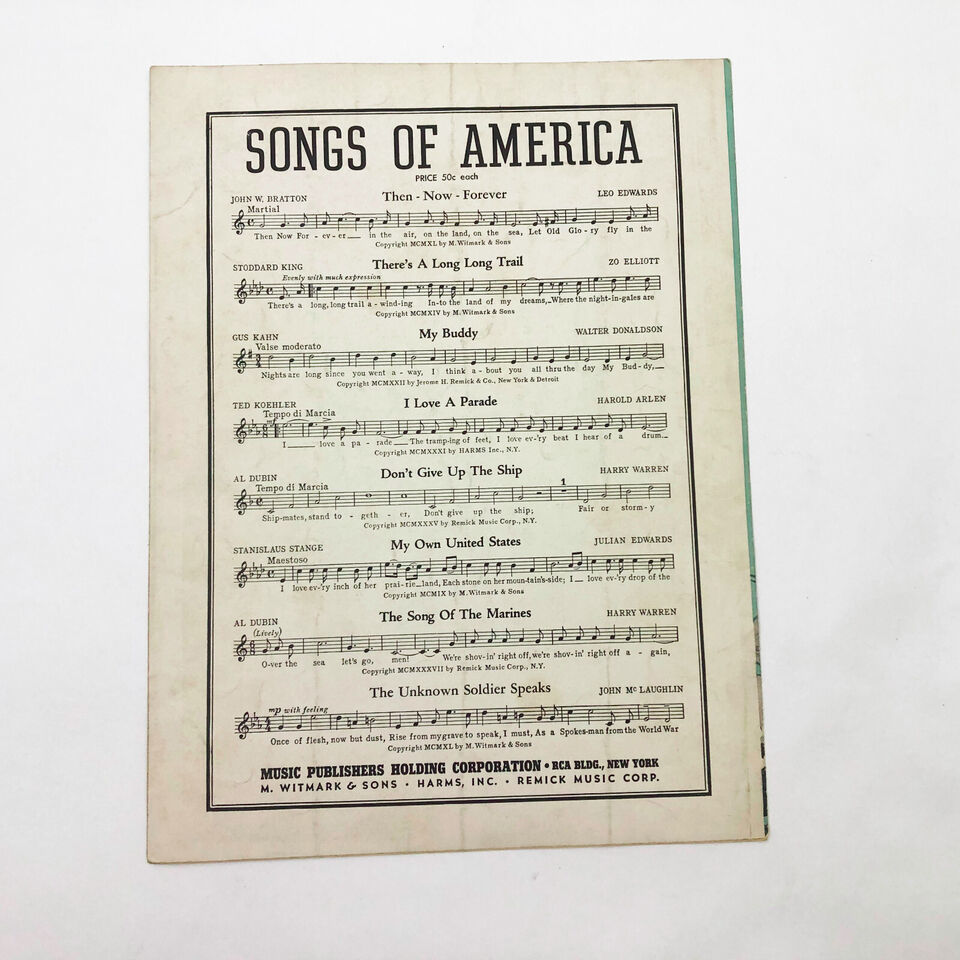 SONGS OF AMERICA
PRICE 50c each
JOHN W. BRATTON Then - Now - Forever LEO EDWARDS
Martial
Then Now For - ev - er in the air, on the land, on the sea, Let Old Glo - ry fly in the
Copyright MCMXL by M. Witmark & Sons
STODDARD KING There's A Long Long Trail ZO ELLIOTT
Evenly with much expression
There's a long, long trail a - wind-ing In-to the land of my dreams, Where the night-in-gales are
Copyright MCMXIV by M. Witmark & Sons
GUS KAHN My Buddy WALTER DONALDSON
Valse moderato
Nights are long since you went a - way, I think a - bout you all thru the day My Bud - dy,
Copyright MCMXXII by Jerome H. Remick & Co., New York & Detroit
TED KOEHLER I Love A Parade HAROLD ARLEN
Tempo di Marcia
mf
I love a pa - rade The tramp-ing of feet, I love ev-'ry beat I hear of a drum
Copyright MCMXXXI by HARMS Inc., N.Y.
AL DUBIN Don't Give Up The Ship HARRY WARREN
Tempo di Marcia
1
Ship-mates, stand to - geth - er, Don't give up the ship; Fair or storm - y
Copyright MCMXXXV by Remick Music Corp., N.Y.
STANISLAUS STANGE My Own United States JULIAN EDWARDS
Maestoso
I love ev-'ry inch of her prai-rie land, Each stone on her moun-tain's-side; I love ev-'ry drop of the
Copyright MCMIX by M. Witmark & Sons
AL DUBIN The Song Of The Marines HARRY WARREN
(Lively)
O-ver the sea let's go, men! We're shov-in' right off, we're shov-in' right off a - gain,
Copyright MCMXXXVII by Remick Music Corp., N.Y.
The Unknown Soldier Speaks JOHN Mc LAUGHLIN
mp with feeling
Once of flesh, now but dust, Rise from my grave to speak, I must, As a Spokes-man from the World War
Copyright MCMXL by M. Witmark & Sons
MUSIC PUBLISHERS HOLDING CORPORATION • RCA BLDG., NEW YORK
M. WITMARK & SONS • HARMS, INC. • REMICK MUSIC CORP.